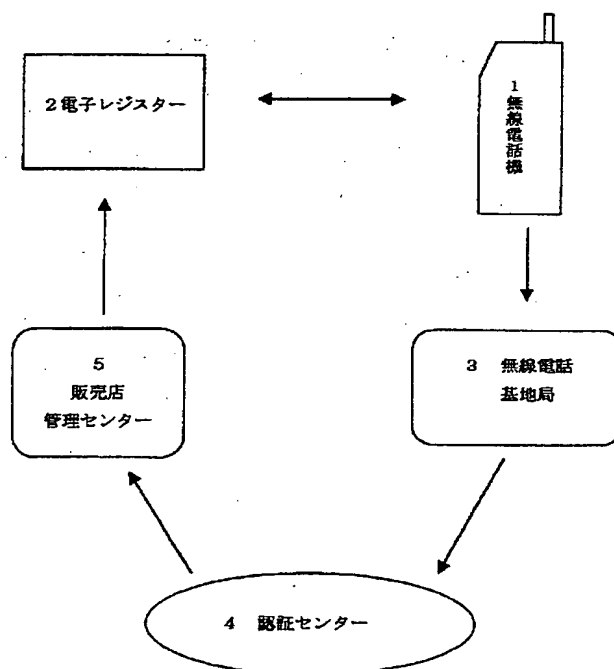 2電子レジスター
1無線電話機
5
販売店
管理センター
3 無線電話
基地局
4 認証センター